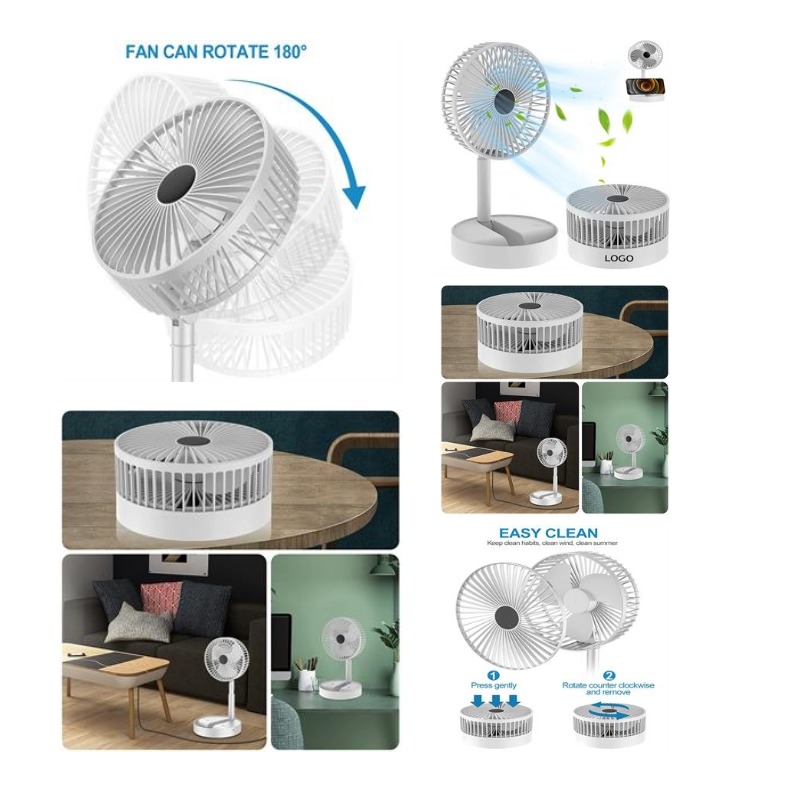 FAN CAN ROTATE 180°
LOGO
EASY CLEAN
Keep clean habits, clean wind, clean summer
1
Press gently
2
Rotate counter clockwise
and remove